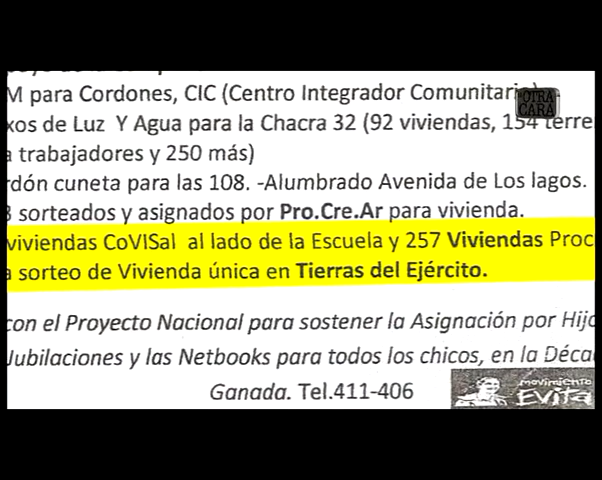 M para Cordones, CIC (Centro Integrador Comunitario)
OTRA
CARA
xos de Luz Y Agua para la Chacra 32 (92 viviendas, 154 terre
a trabajadores y 250 más)
rdón cuneta para las 108. -Alumbrado Avenida de Los lagos.
3 sorteados y asignados por Pro.Cre.Ar para vivienda.
viviendas CoVISal al lado de la Escuela y 257 Viviendas Proc
a sorteo de Vivienda única en Tierras del Ejército.
con el Proyecto Nacional para sostener la Asignación por Hijo
Jubilaciones y las Netbooks para todos los chicos, en la Déca
Ganada. Tel.411-406
movimiento
Evita